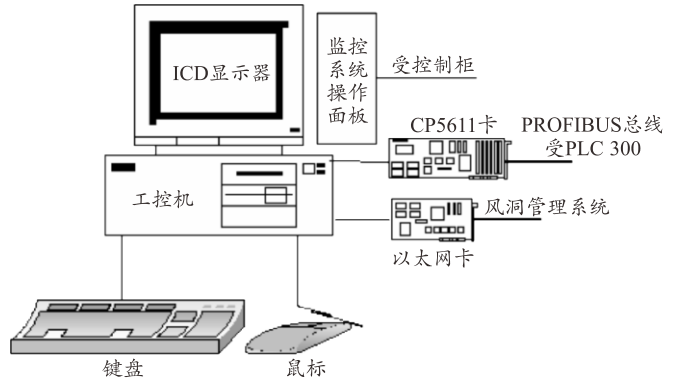 ICD显示器
监控
系统
操作
面板
受控制柜
CP5611卡
PROFIBUS总线
受PLC 300
工控机
风洞管理系统
以太网卡
键盘
鼠标